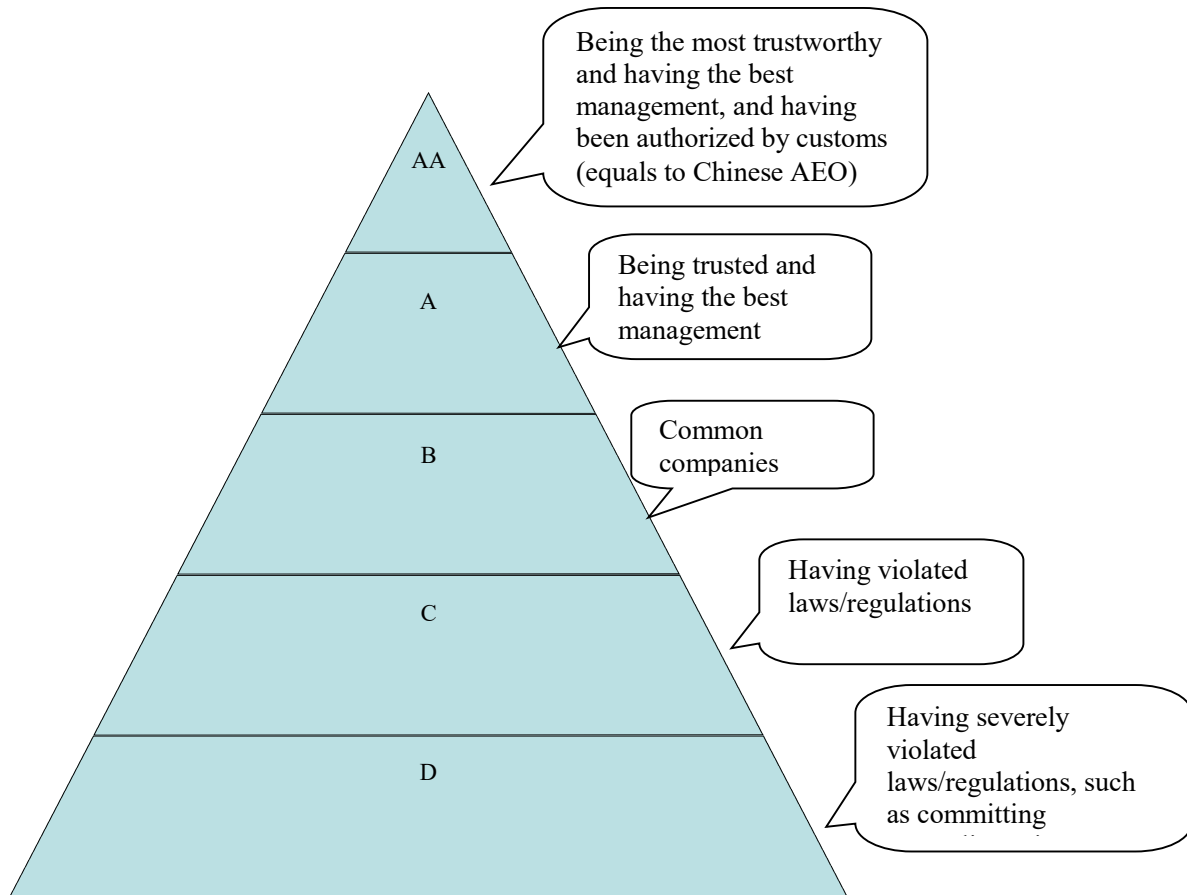 Being the most trustworthy
and having the best
management, and having
been authorized by customs
(equals to Chinese AEO)
AA
Being trusted and
having the best
management
A
Common
companies
B
Having violated
laws/regulations
C
Having severely
violated
laws/regulations, such
as committing
D